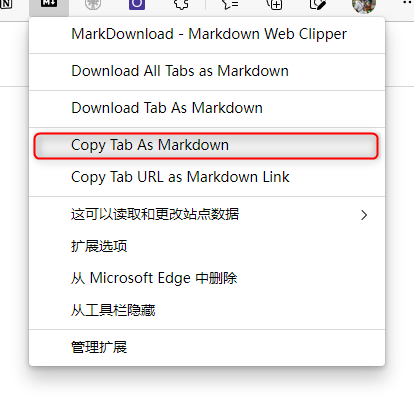 MarkDownload - Markdown Web Clipper
Download All Tabs as Markdown
Download Tab As Markdown
Copy Tab As Markdown
Copy Tab URL as Markdown Link
这可以读取和更改站点数据
扩展选项
从 Microsoft Edge 中删除
从工具栏隐藏
管理扩展